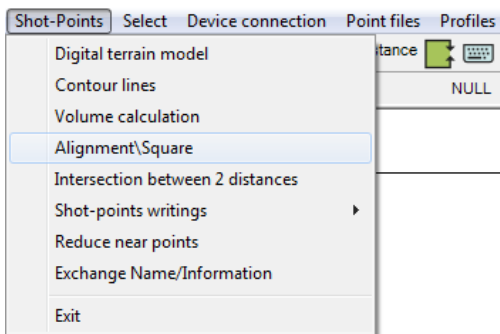 Shot-Points Select Device connection Point files Profiles
Digital terrain model
Contour lines
Volume calculation
Alignment\Square
Intersection between 2 distances
Shot-points writings
Reduce near points
Exchange Name/Information
Exit
tance
NULL